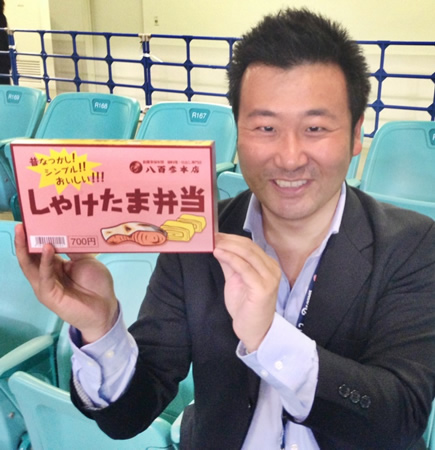 R168
R167
昔なつかし!
シンプル!!
おいしい!!!
八百彦本店
しゃけたま弁当
700円